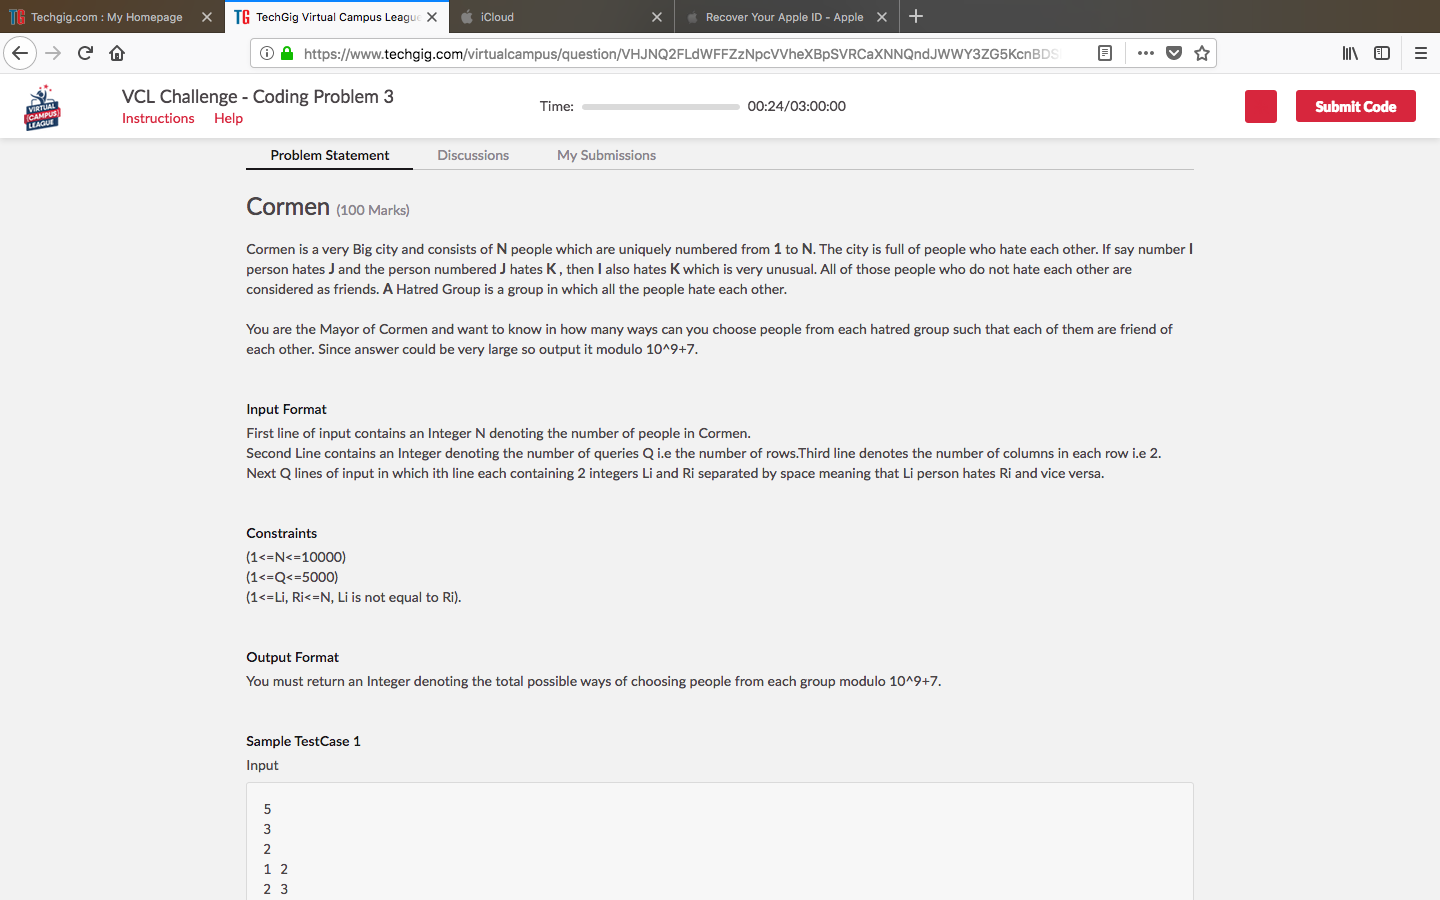 Techgig.com : My Homepage
TechGig Virtual Campus League
iCloud
Recover Your Apple ID - Apple
https://www.techgig.com/virtualcampus/question/VHJNQ2FLdWFFZzNpcVVheXBpSVRCaXNNQndJWWY3ZG5KcnBDS
VIRTUAL
CAMPUS
LEAGUE
VCL Challenge - Coding Problem 3
Instructions Help
Time: 00:24/03:00:00
Submit Code
Problem Statement Discussions My Submissions
Cormen (100 Marks)
Cormen is a very Big city and consists of N people which are uniquely numbered from 1 to N. The city is full of people who hate each other. If say number I
person hates J and the person numbered J hates K , then I also hates K which is very unusual. All of those people who do not hate each other are
considered as friends. A Hatred Group is a group in which all the people hate each other.
You are the Mayor of Cormen and want to know in how many ways can you choose people from each hatred group such that each of them are friend of
each other. Since answer could be very large so output it modulo 10^9+7.
Input Format
First line of input contains an Integer N denoting the number of people in Cormen.
Second Line contains an Integer denoting the number of queries Q i.e the number of rows.Third line denotes the number of columns in each row i.e 2.
Next Q lines of input in which ith line each containing 2 integers Li and Ri separated by space meaning that Li person hates Ri and vice versa.
Constraints
(1<=N<=10000)
(1<=Q<=5000)
(1<=Li, Ri<=N, Li is not equal to Ri).
Output Format
You must return an Integer denoting the total possible ways of choosing people from each group modulo 10^9+7.
Sample TestCase 1
Input
5
3
2
1 2
2 3